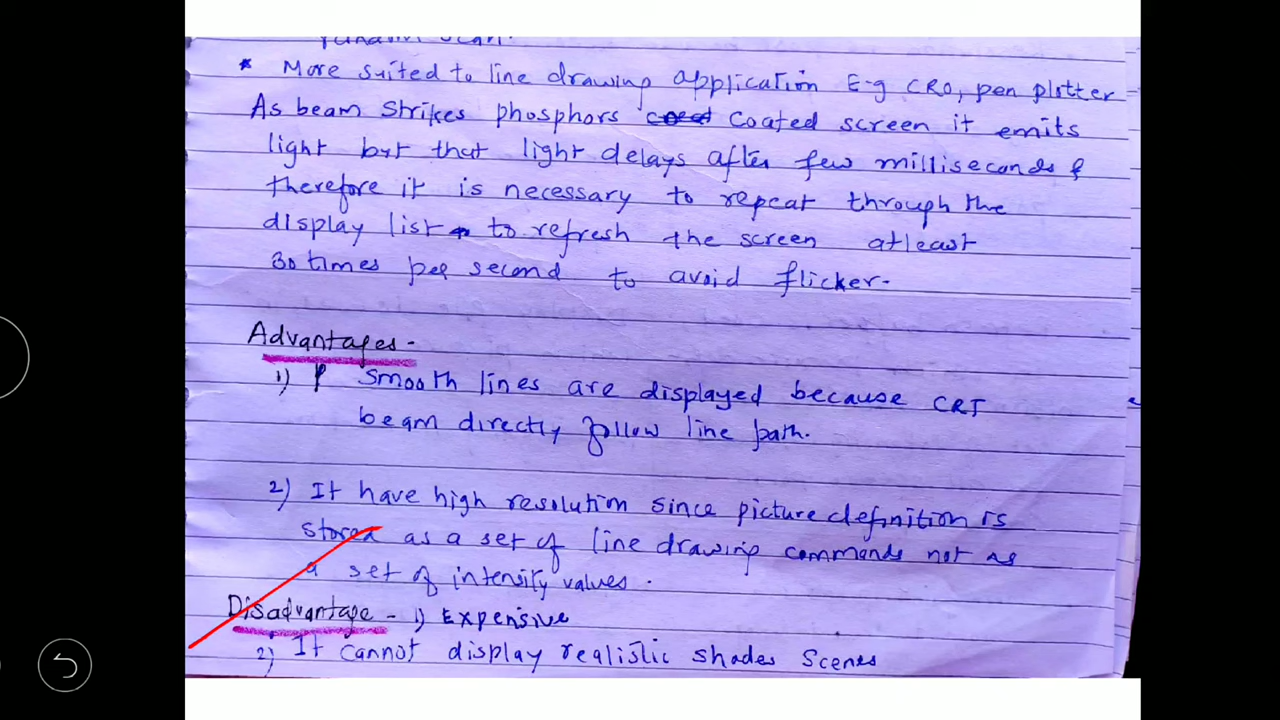 random scan.
* More suited to line drawing application E-g CRO, pen plotter
As beam strikes phosphors coated screen it emits
light but that light delays after few milliseconds &
therefore it is necessary to repeat through the
display list to refresh the screen atleast
30 times per second to avoid flicker.
Advantages -
1) Smooth lines are displayed because CRT
beam directly follow line path.
2) It have high resolution since picture definition is
stored as a set of line drawing commands not as
a set of intensity values.
Disadvantage - 1) Expensive
2) It cannot display realistic shades scenes